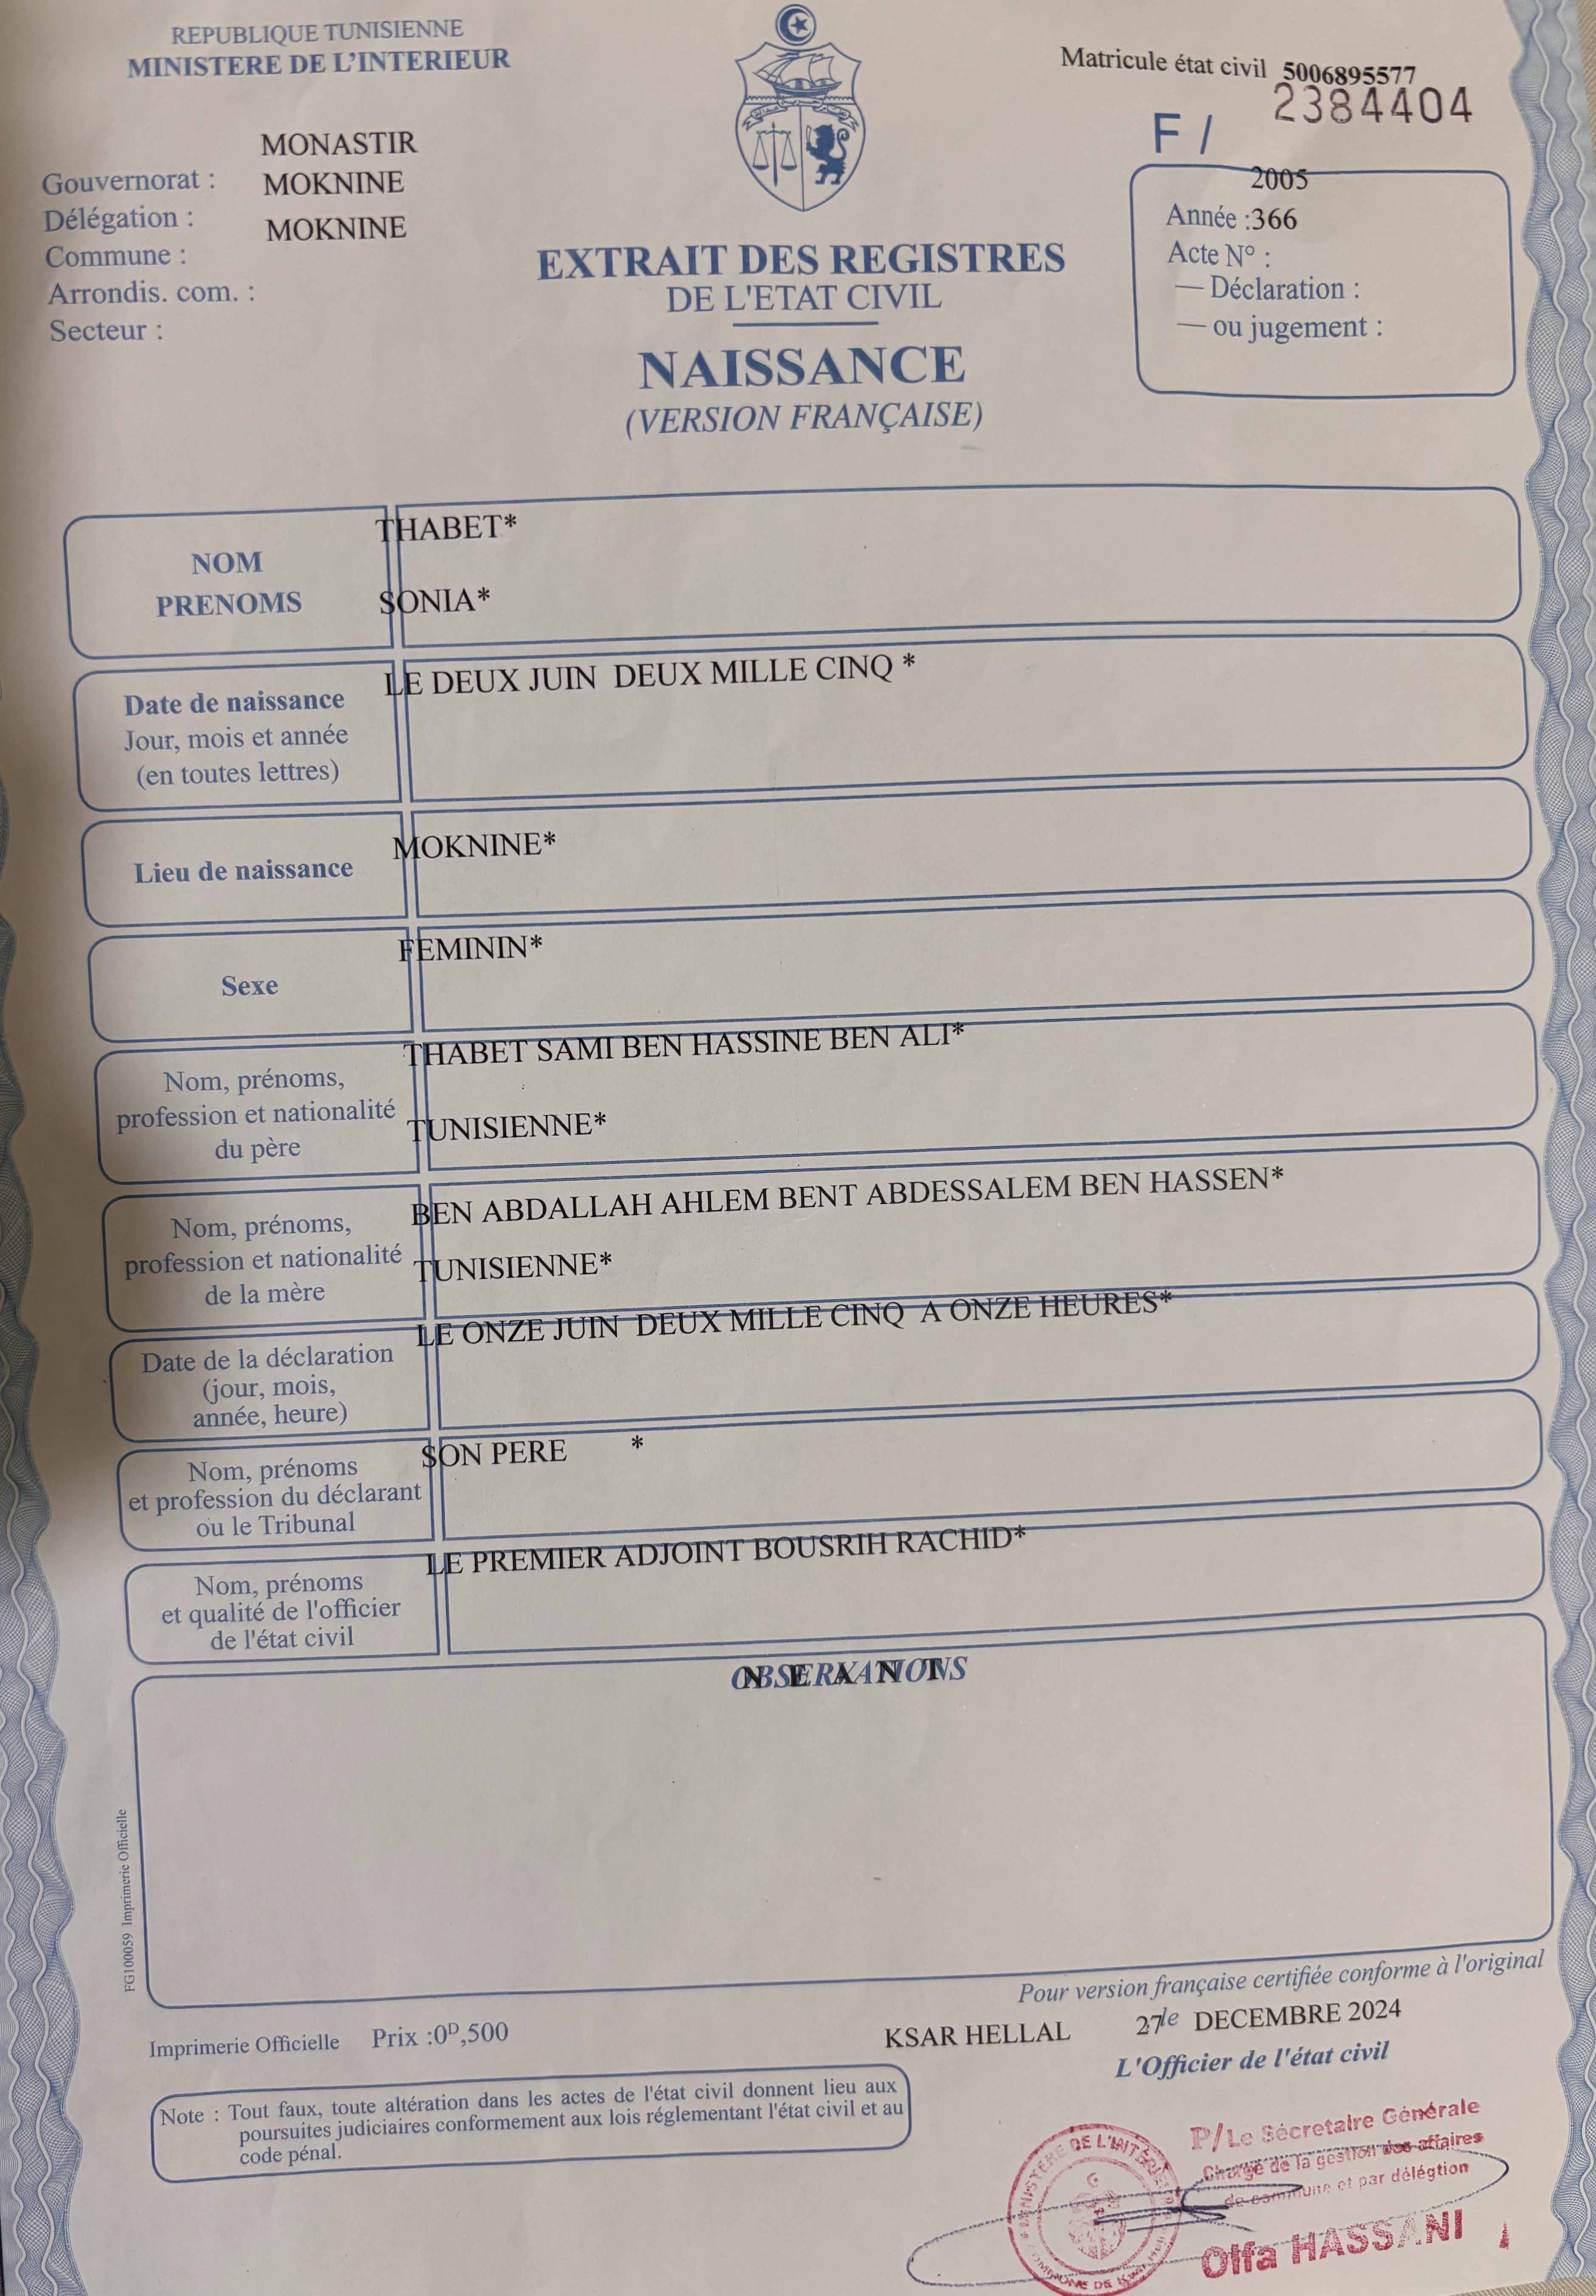 REPUBLIQUE TUNISIENNE
MINISTERE DE L'INTERIEUR
Matricule état civil 5006895577
2384404
F /
MONASTIR
Gouvernorat : MOKNINE
Délégation : MOKNINE
Commune :
Arrondis. com. :
Secteur :
2005
Année :366
Acte N° :
— Déclaration :
— ou jugement :
EXTRAIT DES REGISTRES
DE L'ETAT CIVIL
NAISSANCE
(VERSION FRANÇAISE)
NOM
PRENOMS
THABET*
SONIA*
Date de naissance
Jour, mois et année
(en toutes lettres)
LE DEUX JUIN DEUX MILLE CINQ *
Lieu de naissance
MOKNINE*
Sexe
FEMININ*
Nom, prénoms,
profession et nationalité
du père
THABET SAMI BEN HASSINE BEN ALI*
TUNISIENNE*
Nom, prénoms,
profession et nationalité
de la mère
BEN ABDALLAH AHLEM BENT ABDESSALEM BEN HASSEN*
TUNISIENNE*
Date de la déclaration
(jour, mois,
année, heure)
LE ONZE JUIN DEUX MILLE CINQ A ONZE HEURES*
Nom, prénoms
et profession du déclarant
ou le Tribunal
SON PERE *
Nom, prénoms
et qualité de l'officier
de l'état civil
LE PREMIER ADJOINT BOUSRIH RACHID*
OBSERVATIONS
N E A N T
FG100059 Imprimerie Officielle
Pour version française certifiée conforme à l'original
KSAR HELLAL 27 le DECEMBRE 2024
L'Officier de l'état civil
Imprimerie Officielle Prix :0ᴰ,500
Note : Tout faux, toute altération dans les actes de l'état civil donnent lieu aux
poursuites judiciaires conformement aux lois réglementant l'état civil et au
code pénal.
P/Le Sécretaire Générale
Chargé de la gestion des affaires
de commune et par délégtion
Olfa HASSANI
MINISTERE DE L'INTERIEUR
COMMUNE DE